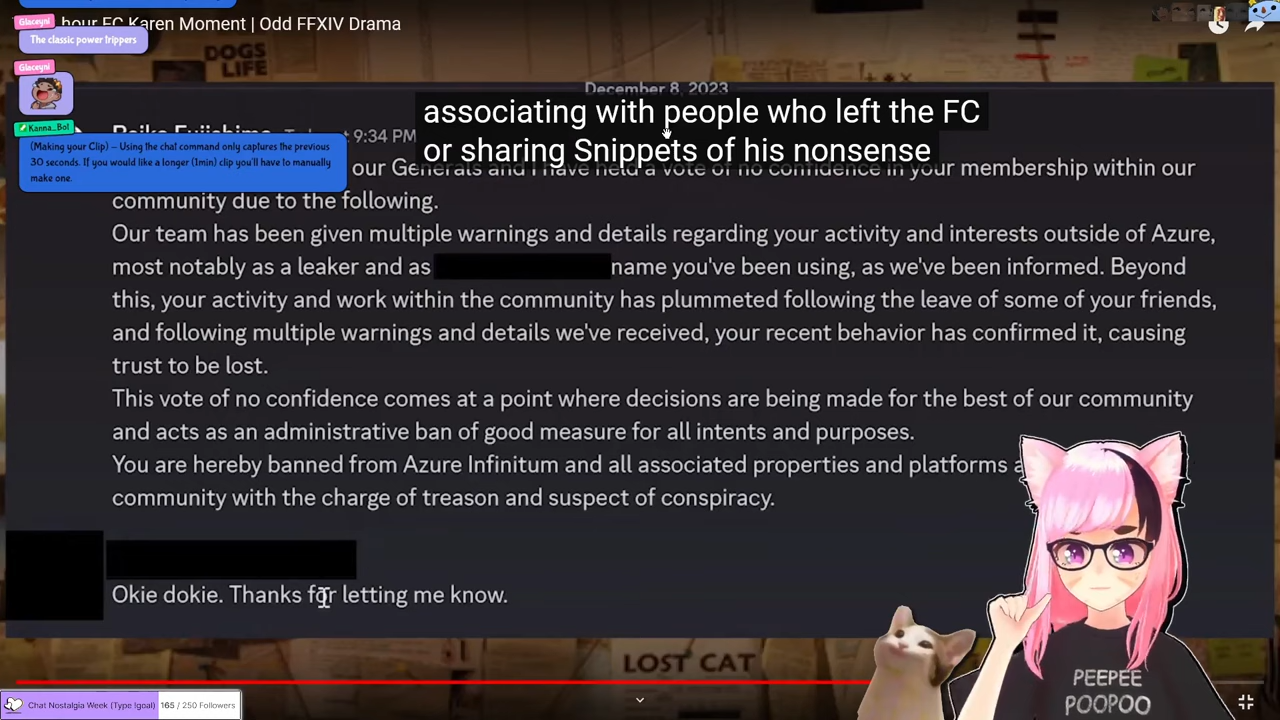 hour FC Karen Moment | Odd FFXIV Drama
Glaceyni
The classic power trippers
Glaceyni
Kanna_Bot
(Making your Clip) – Using the chat command only captures the previous
30 seconds. If you would like a longer (1min) clip you'll have to manually
make one.
DOGS
LIFE
December 8, 2023
associating with people who left the FC
or sharing Snippets of his nonsense
9:34 PM
our Generals and I have held a vote of no confidence in your membership within our
community due to the following.
Our team has been given multiple warnings and details regarding your activity and interests outside of Azure,
most notably as a leaker and as name you've been using, as we've been informed. Beyond
this, your activity and work within the community has plummeted following the leave of some of your friends,
and following multiple warnings and details we've received, your recent behavior has confirmed it, causing
trust to be lost.
This vote of no confidence comes at a point where decisions are being made for the best of our community
and acts as an administrative ban of good measure for all intents and purposes.
You are hereby banned from Azure Infinitum and all associated properties and platforms
community with the charge of treason and suspect of conspiracy.
Okie dokie. Thanks for letting me know.
LOST CAT
PEEPEE
POOPOO
Chat Nostalgia Week (Type !goal) 165 / 250 Followers